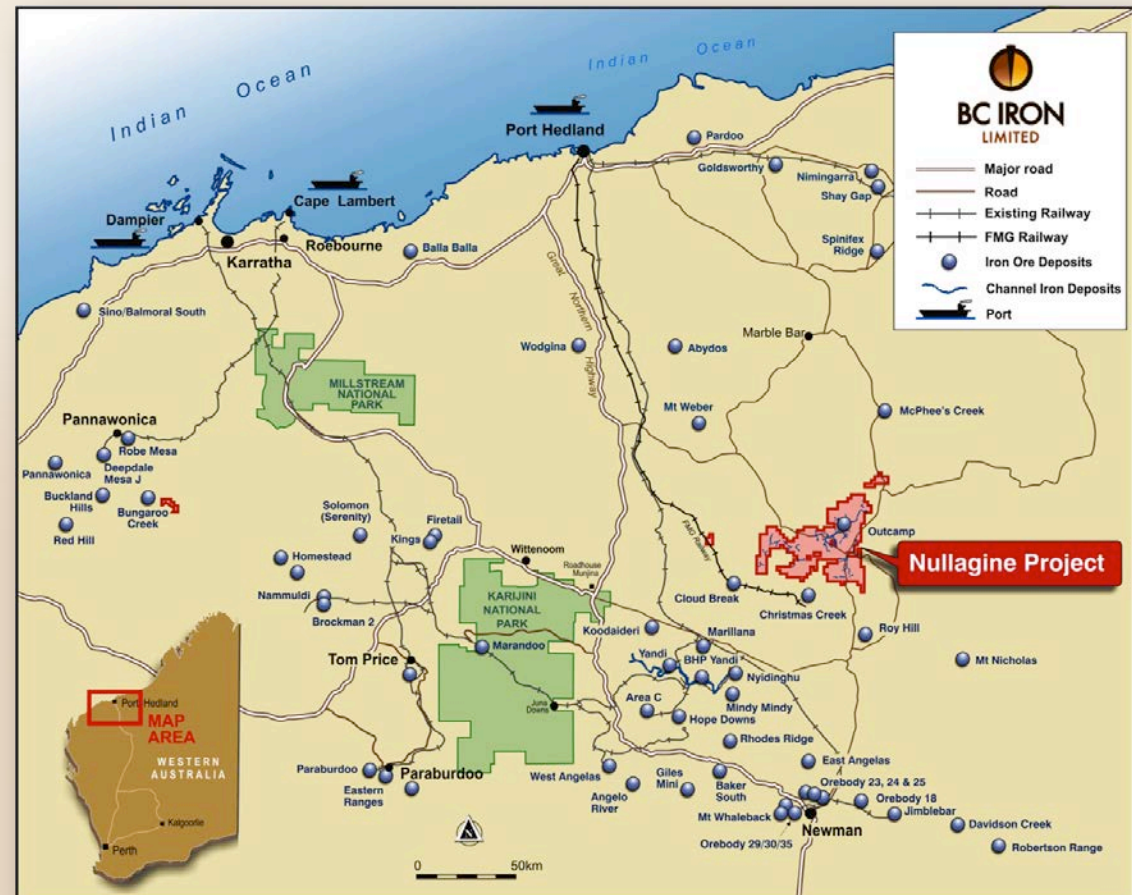 Indian Ocean
Indian Ocean
BC IRON
LIMITED
Major road
Road
Existing Railway
FMG Railway
Iron Ore Deposits
Channel Iron Deposits
Port
Port Hedland
Pardoo
Goldsworthy
Nimingarra
Shay Gap
Cape Lambert
Dampier
Roebourne
Karratha
Balla Balla
Spinifex
Ridge
Great Northern Highway
Sino/Balmoral South
Marble Bar
Wodgina
Abydos
MILLSTREAM
NATIONAL
PARK
Mt Weber
McPhee's Creek
Pannawonica
Robe Mesa
Pannawonica
Deepdale
Mesa J
Buckland
Hills
Bungaroo
Creek
Red Hill
Solomon
(Serenity)
Firetail
Kings
Outcamp
FMG Railway
Nullagine Project
Homestead
Wittenoom
Roadhouse
Munjina
Nammuldi
Brockman 2
KARIJINI
NATIONAL
PARK
Cloud Break
Christmas Creek
Koodaideri
Marillana
Roy Hill
Marandoo
Tom Price
Yandi
BHP Yandi
Nyidinghu
Mt Nicholas
Mindy Mindy
Area C
Hope Downs
Juna
Downs
Rhodes Ridge
Port Hedland
MAP
AREA
WESTERN
AUSTRALIA
Kalgoorlie
Perth
Paraburdoo
Paraburdoo
Eastern
Ranges
West Angelas
Angelo
River
Giles
Mini
Baker
South
East Angelas
Orebody 23, 24 & 25
Orebody 18
Mt Whaleback
Jimblebar
Newman
Orebody 29/30/35
Davidson Creek
Robertson Range
N
0 50km